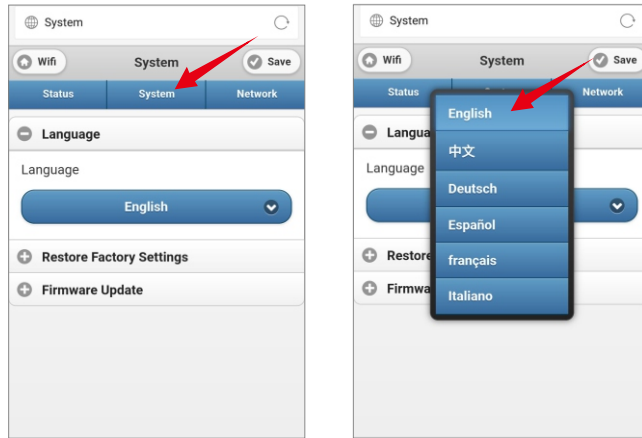 System
Wifi
System
Save
Status
System
Network
Language
Language
English
Restore Factory Settings
Firmware Update
System
Wifi
System
Save
Status
Network
English
Langua
中文
Language
Deutsch
Español
Restore
français
Firmwa
Italiano